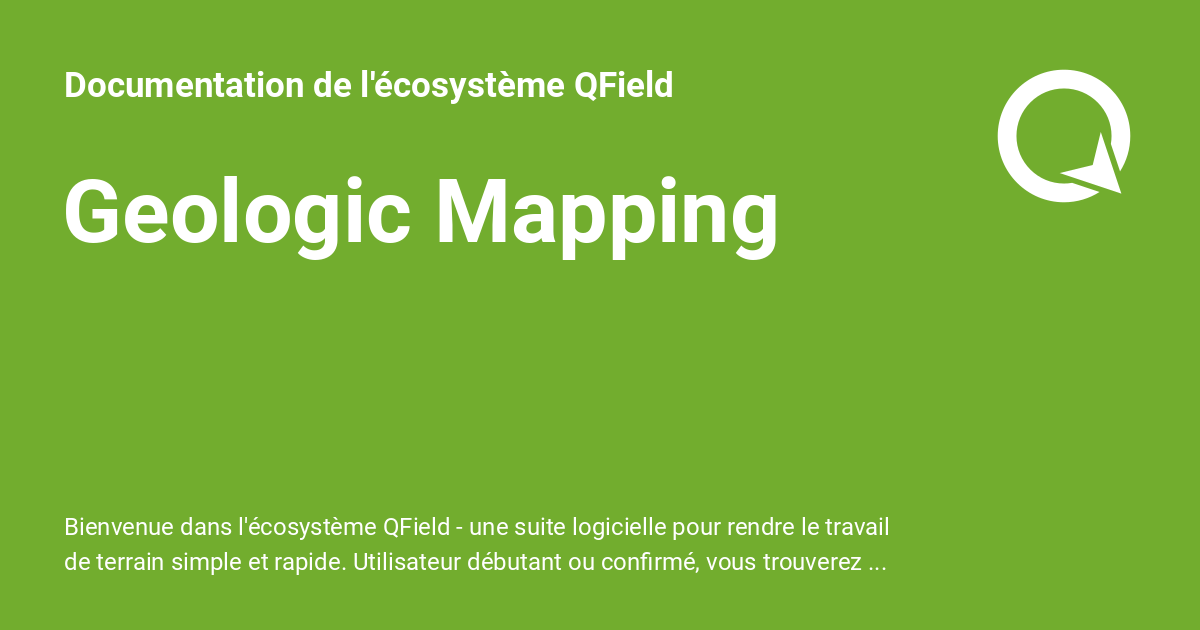 Documentation de l'écosystème QField
Geologic Mapping
Bienvenue dans l'écosystème QField - une suite logicielle pour rendre le travail
de terrain simple et rapide. Utilisateur débutant ou confirmé, vous trouverez ...